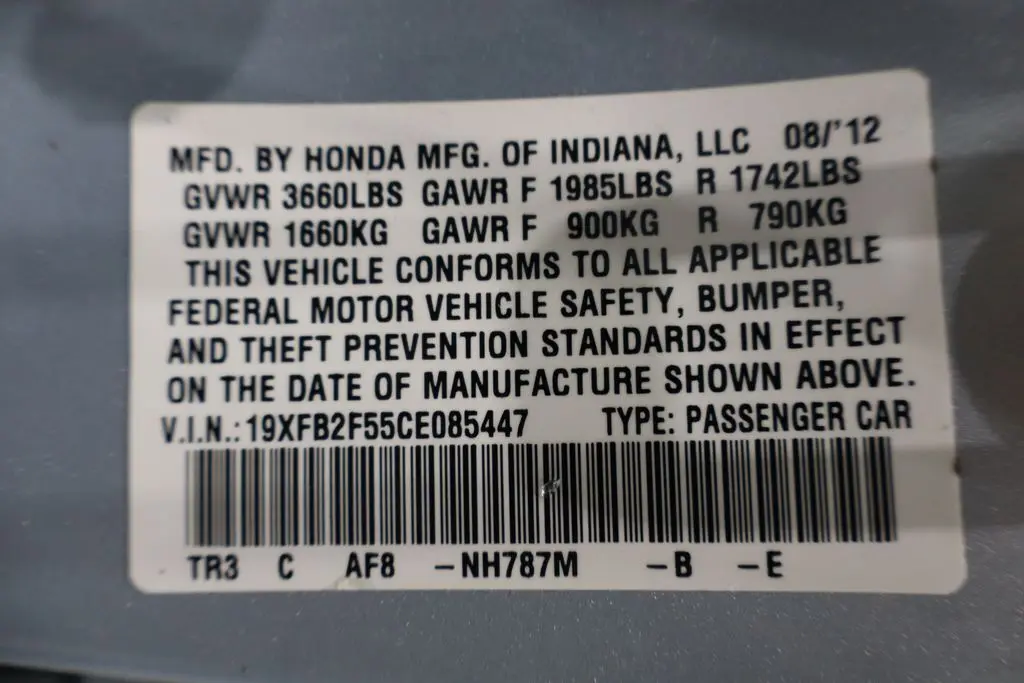 MFD. BY HONDA MFG. OF INDIANA, LLC 08/'12
GVWR 3660LBS GAWR F 1985LBS R 1742LBS
GVWR 1660KG GAWR F 900KG R 790KG
THIS VEHICLE CONFORMS TO ALL APPLICABLE
FEDERAL MOTOR VEHICLE SAFETY, BUMPER,
AND THEFT PREVENTION STANDARDS IN EFFECT
ON THE DATE OF MANUFACTURE SHOWN ABOVE.
V.I.N.:19XFB2F55CE085447 TYPE: PASSENGER CAR
TR3 C AF8 –NH787M –B –E